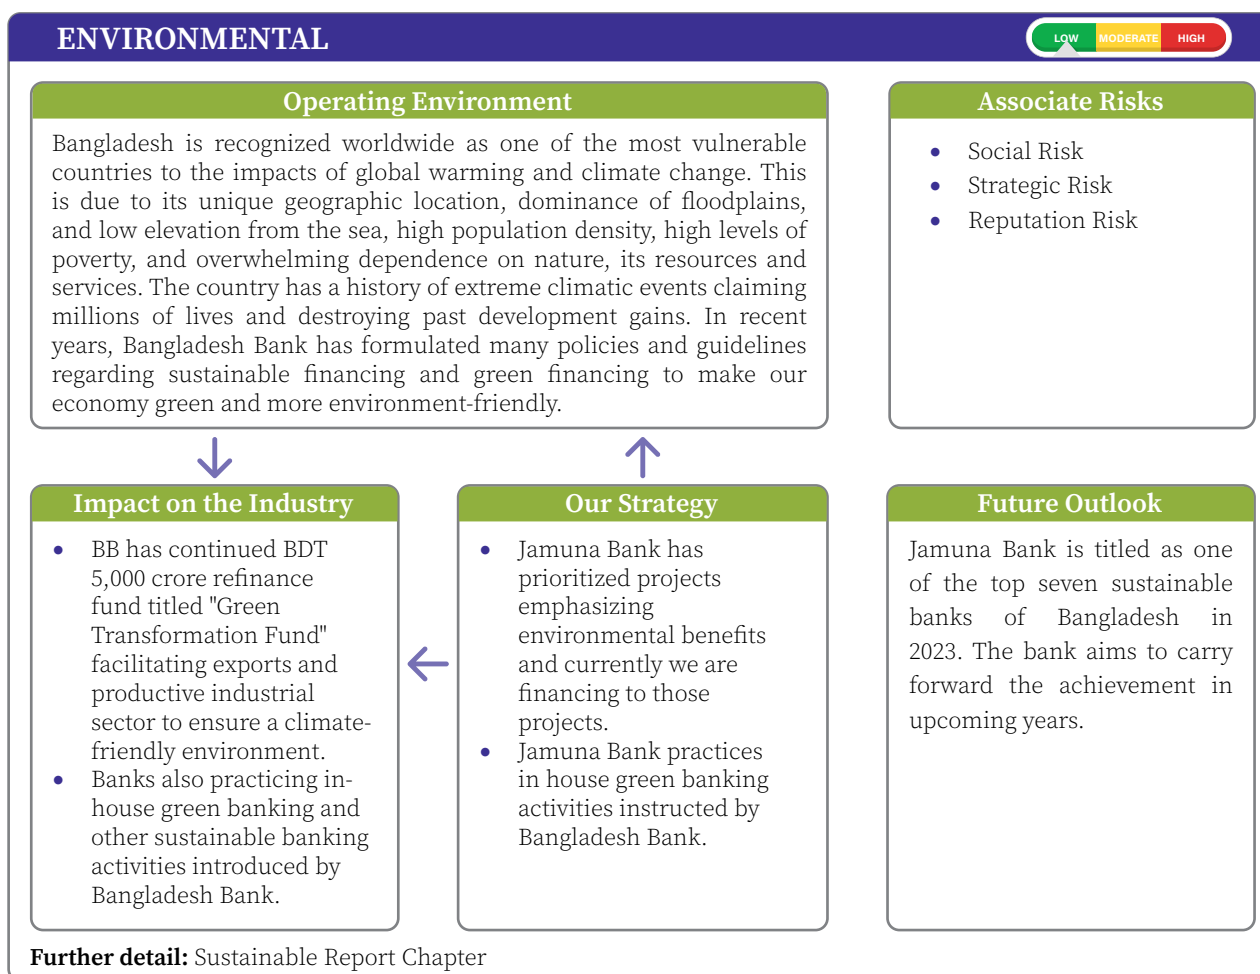 ENVIRONMENTAL
LOW MODERATE HIGH
Operating Environment
Bangladesh is recognized worldwide as one of the most vulnerable
countries to the impacts of global warming and climate change. This
is due to its unique geographic location, dominance of floodplains,
and low elevation from the sea, high population density, high levels of
poverty, and overwhelming dependence on nature, its resources and
services. The country has a history of extreme climatic events claiming
millions of lives and destroying past development gains. In recent
years, Bangladesh Bank has formulated many policies and guidelines
regarding sustainable financing and green financing to make our
economy green and more environment-friendly.
Associate Risks
• Social Risk
• Strategic Risk
• Reputation Risk
Impact on the Industry
• BB has continued BDT
5,000 crore refinance
fund titled "Green
Transformation Fund"
facilitating exports and
productive industrial
sector to ensure a climate-
friendly environment.
• Banks also practicing in-
house green banking and
other sustainable banking
activities introduced by
Bangladesh Bank.
Our Strategy
• Jamuna Bank has
prioritized projects
emphasizing
environmental benefits
and currently we are
financing to those
projects.
• Jamuna Bank practices
in house green banking
activities instructed by
Bangladesh Bank.
Future Outlook
Jamuna Bank is titled as one
of the top seven sustainable
banks of Bangladesh in
2023. The bank aims to carry
forward the achievement in
upcoming years.
Further detail: Sustainable Report Chapter